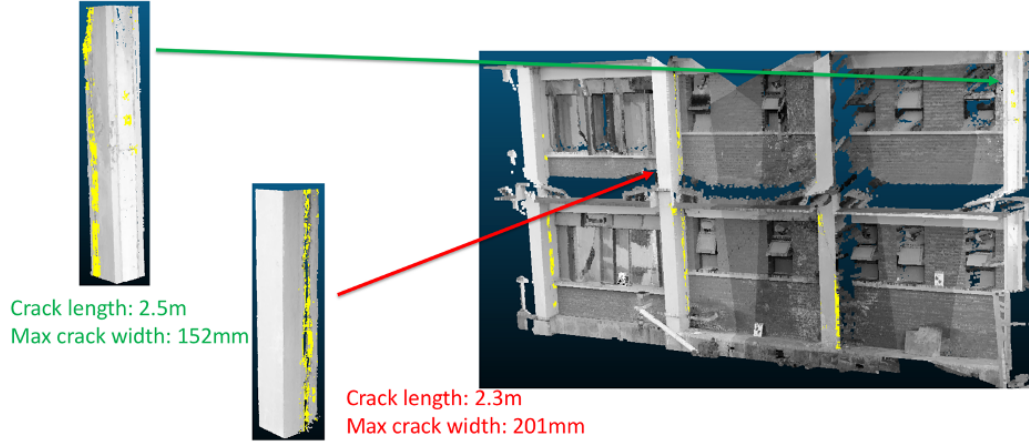 Crack length: 2.5m
Max crack width: 152mm
Crack length: 2.3m
Max crack width: 201mm